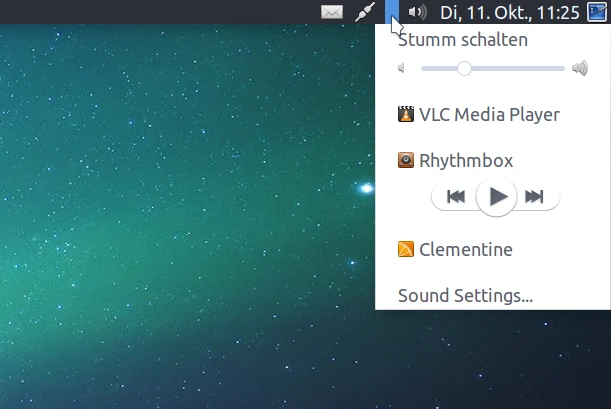 Di, 11. Okt., 11:25
Stumm schalten
VLC Media Player
Rhythmbox
Clementine
Sound Settings...